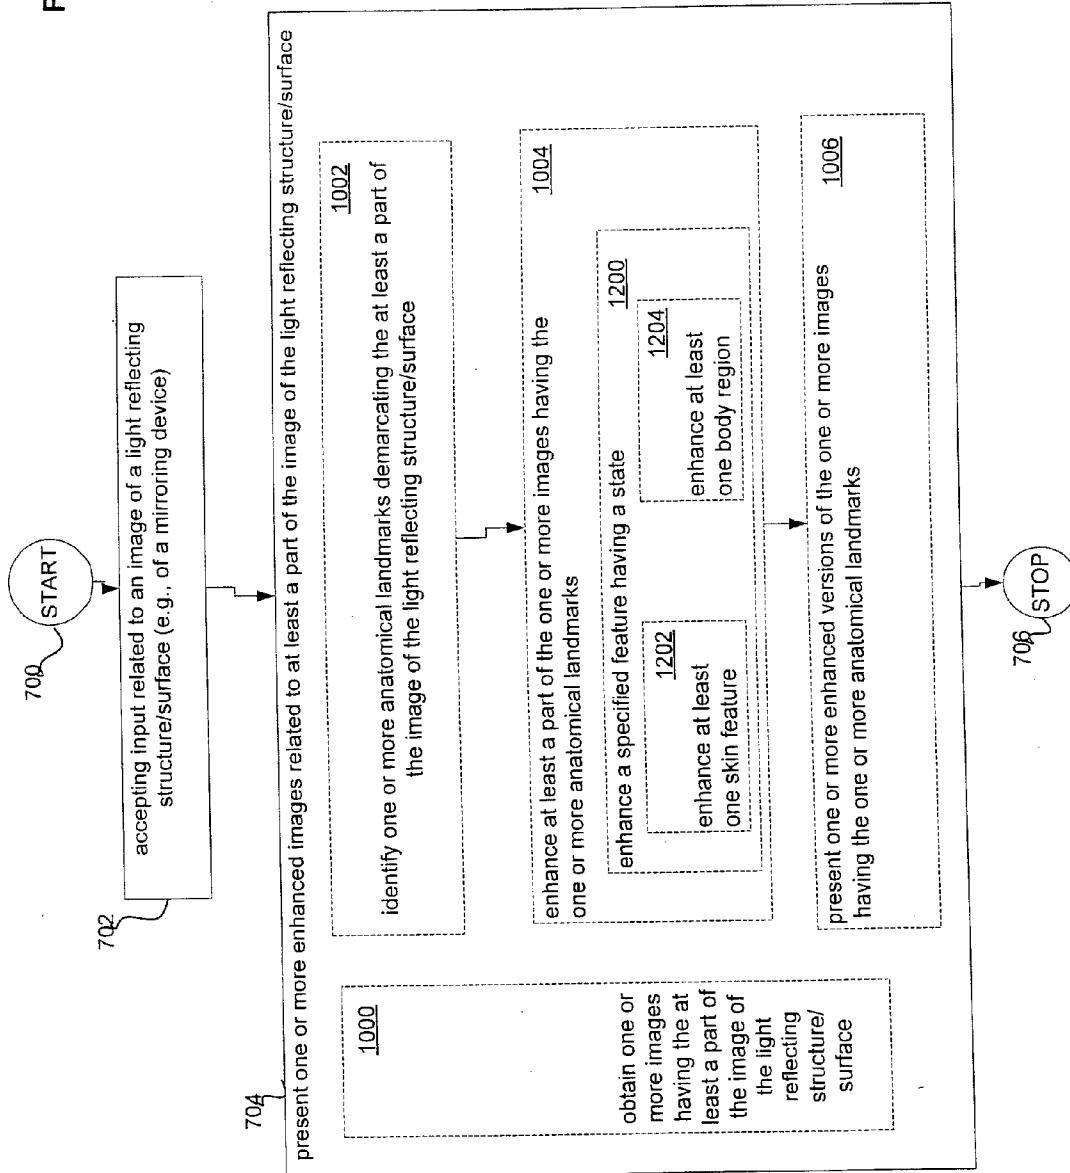 START
700
accepting input related to an image of a light reflecting
structure/surface (e.g., of a mirroring device)
702
present one or more enhanced images related to at least a part of the image of the light reflecting structure/surface
704
1000
obtain one or
more images
having the at
least a part of
the image of
the light
reflecting
structure/
surface
1002
identify one or more anatomical landmarks demarcating the at least a part of
the image of the light reflecting structure/surface
1004
enhance at least a part of the one or more images having the
one or more anatomical landmarks
1200
enhance a specified feature having a state
1202
enhance at least
one skin feature
1204
enhance at least
one body region
1006
present one or more enhanced versions of the one or more images
having the one or more anatomical landmarks
STOP
706